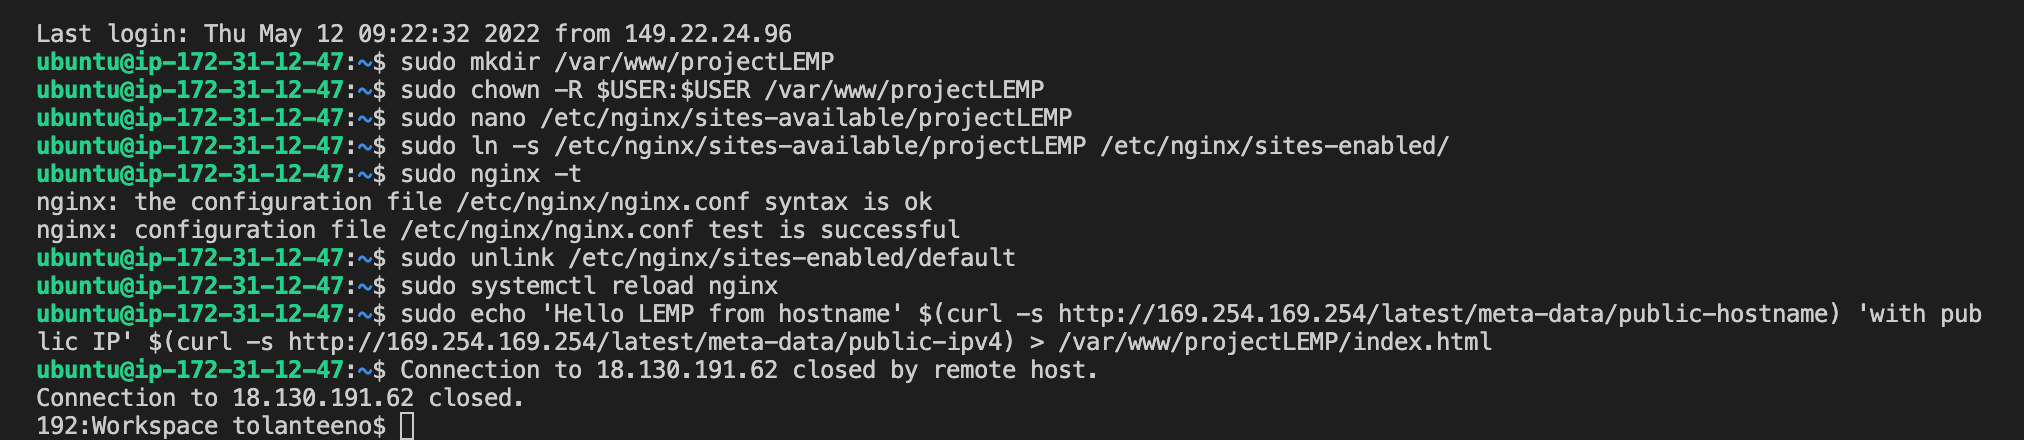 Last login: Thu May 12 09:22:32 2022 from 149.22.24.96
ubuntu@ip-172-31-12-47:~$ sudo mkdir /var/www/projectLEMP
ubuntu@ip-172-31-12-47:~$ sudo chown -R $USER:$USER /var/www/projectLEMP
ubuntu@ip-172-31-12-47:~$ sudo nano /etc/nginx/sites-available/projectLEMP
ubuntu@ip-172-31-12-47:~$ sudo ln -s /etc/nginx/sites-available/projectLEMP /etc/nginx/sites-enabled/
ubuntu@ip-172-31-12-47:~$ sudo nginx -t
nginx: the configuration file /etc/nginx/nginx.conf syntax is ok
nginx: configuration file /etc/nginx/nginx.conf test is successful
ubuntu@ip-172-31-12-47:~$ sudo unlink /etc/nginx/sites-enabled/default
ubuntu@ip-172-31-12-47:~$ sudo systemctl reload nginx
ubuntu@ip-172-31-12-47:~$ sudo echo 'Hello LEMP from hostname' $(curl -s http://169.254.169.254/latest/meta-data/public-hostname) 'with pub
lic IP' $(curl -s http://169.254.169.254/latest/meta-data/public-ipv4) > /var/www/projectLEMP/index.html
ubuntu@ip-172-31-12-47:~$ Connection to 18.130.191.62 closed by remote host.
Connection to 18.130.191.62 closed.
192:Workspace tolanteeno$